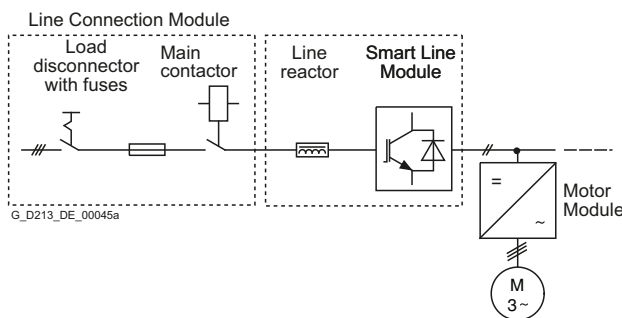 Line Connection Module
Load
disconnector
with fuses
Main
contactor
Line
reactor
Smart Line
Module
G_D213_DE_00045a
=
~
Motor
Module
M
3~